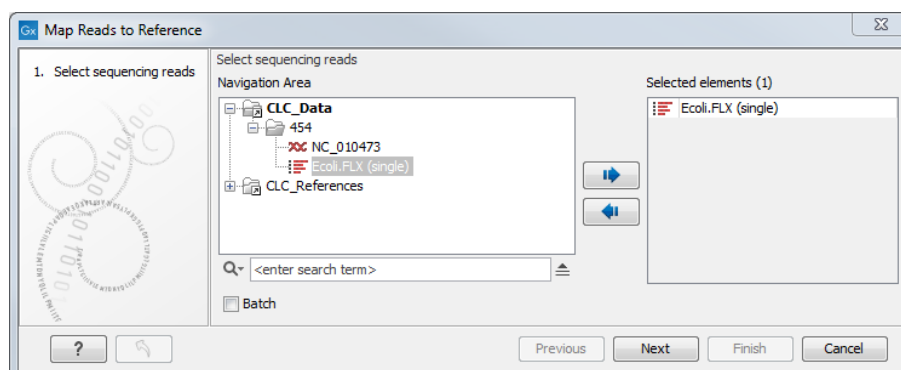 Gx Map Reads to Reference
1. Select sequencing reads
Select sequencing reads
Navigation Area
CLC_Data
454
NC_010473
Ecoli.FLX (single)
CLC_References
<enter search term>
Batch
Selected elements (1)
Ecoli.FLX (single)
?
Previous
Next
Finish
Cancel